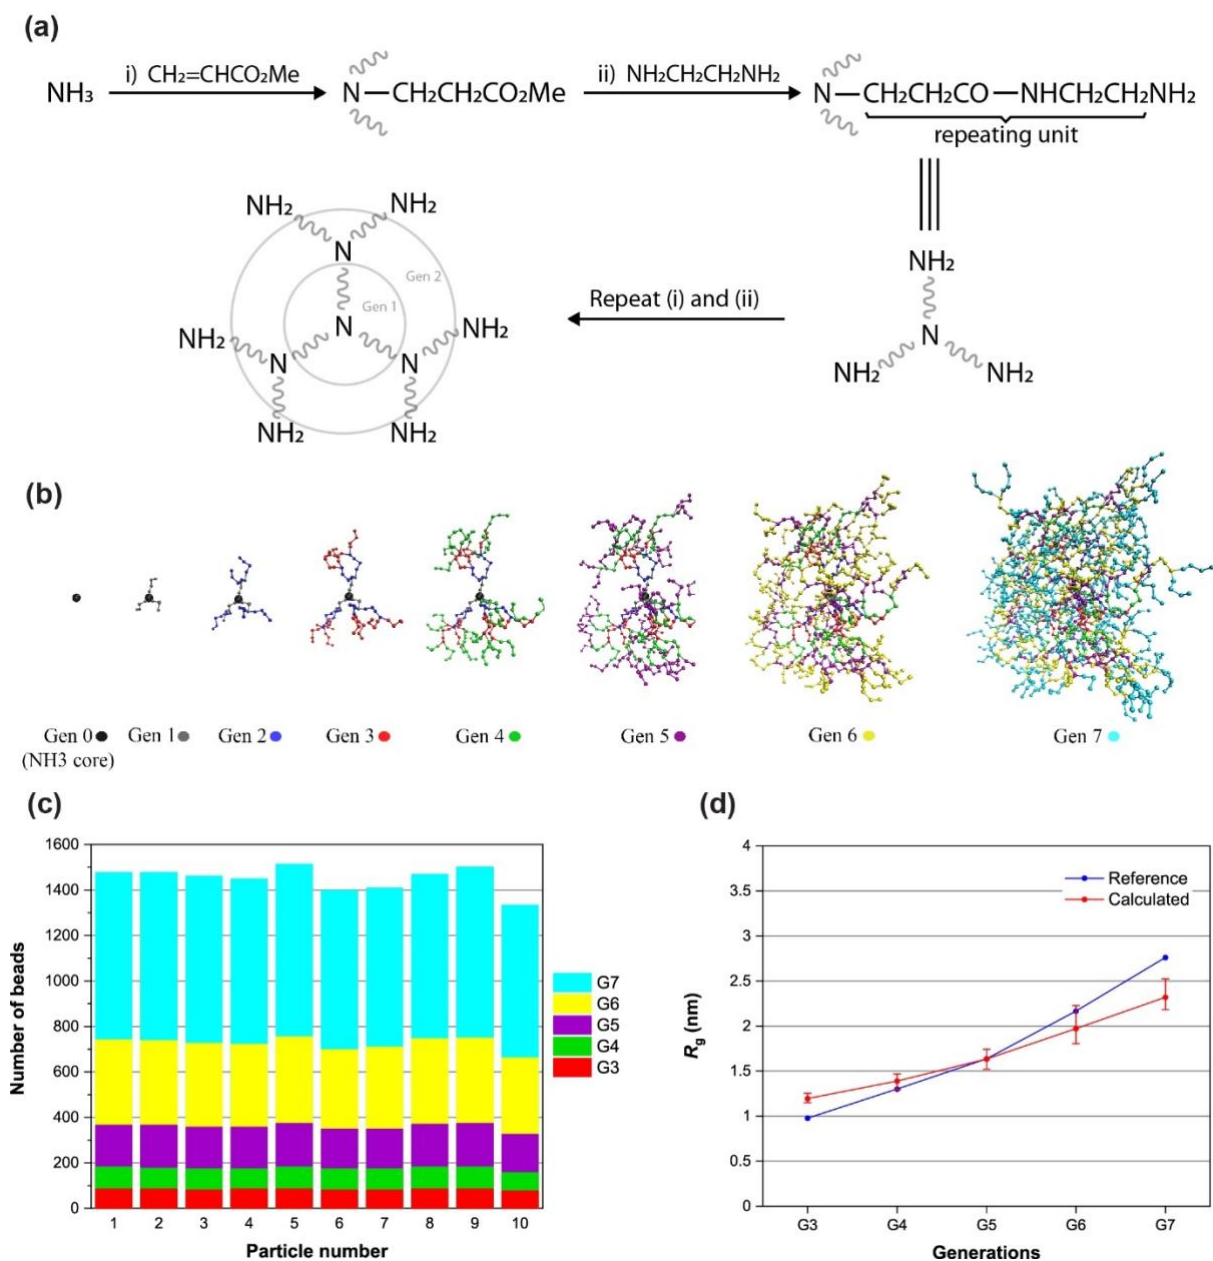 (a)
NH₃
i) CH₂=CHCO₂Me
N—CH₂CH₂CO₂Me
ii) NH₂CH₂CH₂NH₂
N—CH₂CH₂CO—NHCH₂CH₂NH₂
repeating unit
NH₂
NH₂
N
Gen 2
Gen 1
N
NH₂
N
N
NH₂
NH₂
NH₂
Repeat (i) and (ii)
NH₂
N
NH₂
NH₂
(b)
Gen 0
(NH3 core)
Gen 1
Gen 2
Gen 3
Gen 4
Gen 5
Gen 6
Gen 7
(c)
1600
1400
1200
1000
800
600
400
200
0
Number of beads
1 2 3 4 5 6 7 8 9 10
Particle number
G7
G6
G5
G4
G3
(d)
4
3.5
3
2.5
2
1.5
1
0.5
0
Rg (nm)
Reference
Calculated
G3 G4 G5 G6 G7
Generations